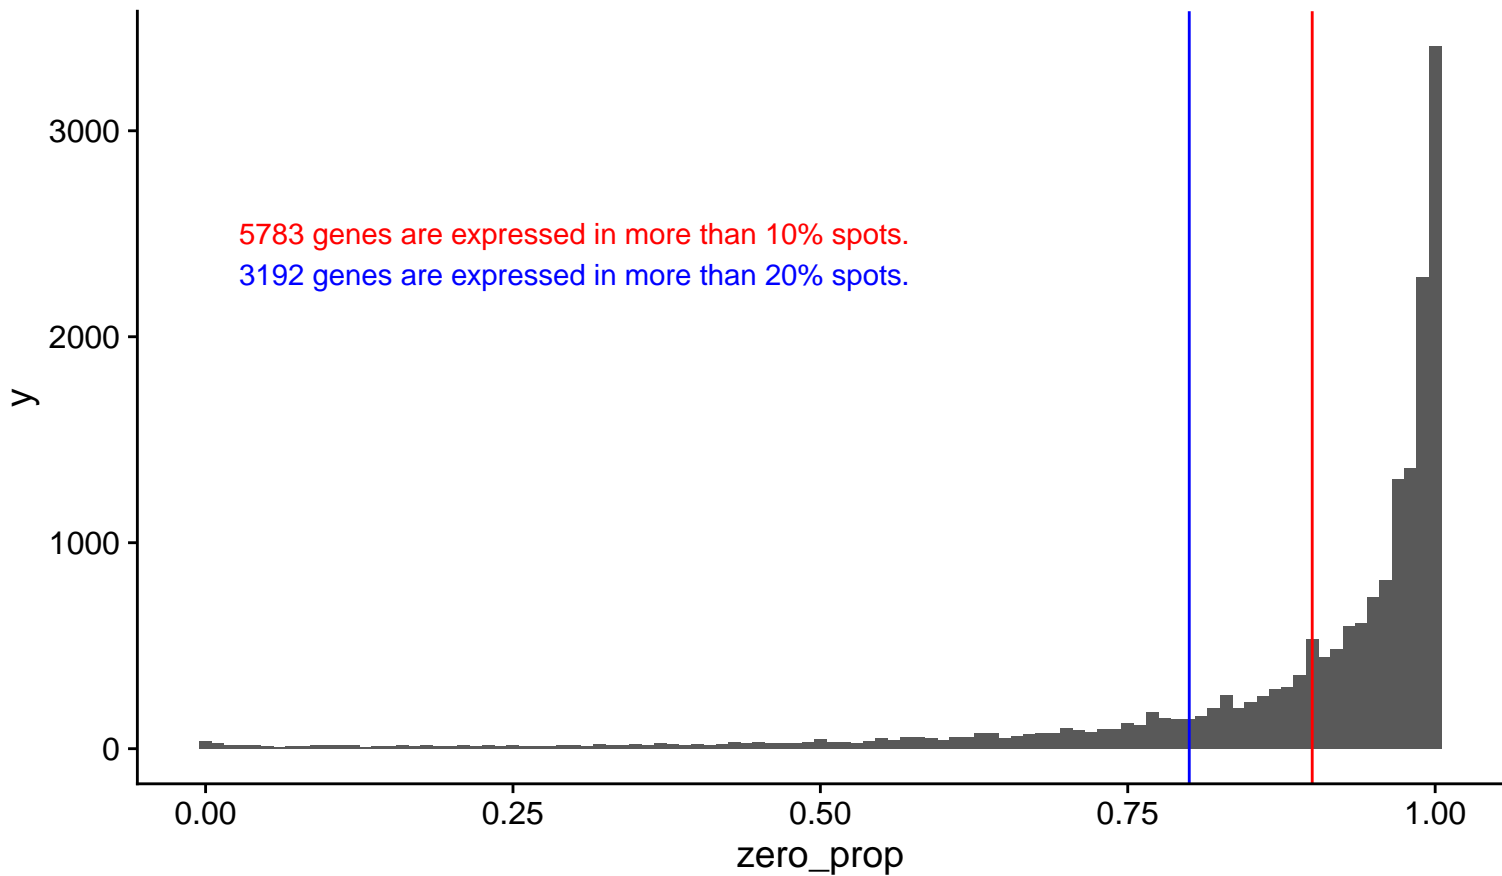 3000
2000
1000
0
y
5783 genes are expressed in more than 10% spots.
3192 genes are expressed in more than 20% spots.
0.00 0.25 0.50 0.75 1.00
zero_prop